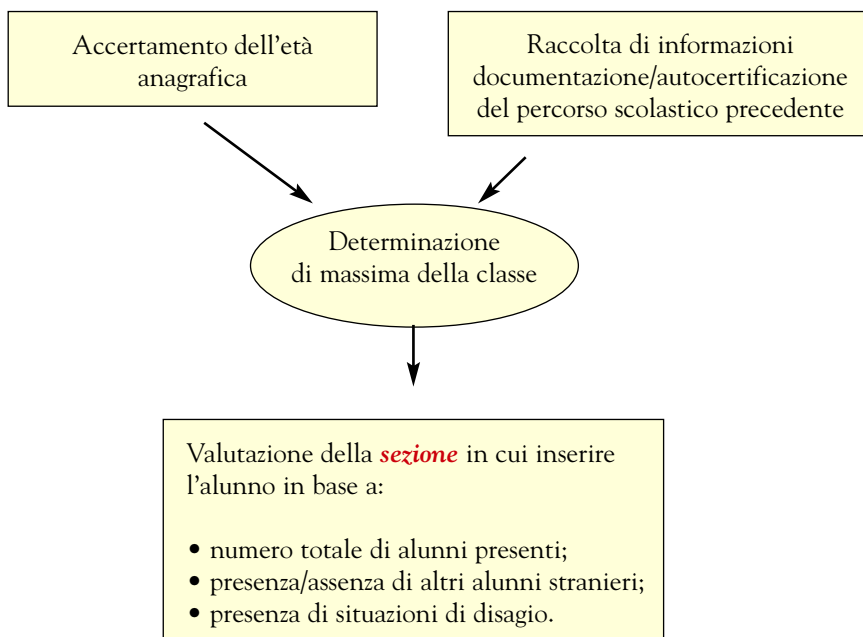 Accertamento dell'età
anagrafica
Raccolta di informazioni
documentazione/autocertificazione
del percorso scolastico precedente
Determinazione
di massima della classe
Valutazione della sezione in cui inserire
l'alunno in base a:
• numero totale di alunni presenti;
• presenza/assenza di altri alunni stranieri;
• presenza di situazioni di disagio.